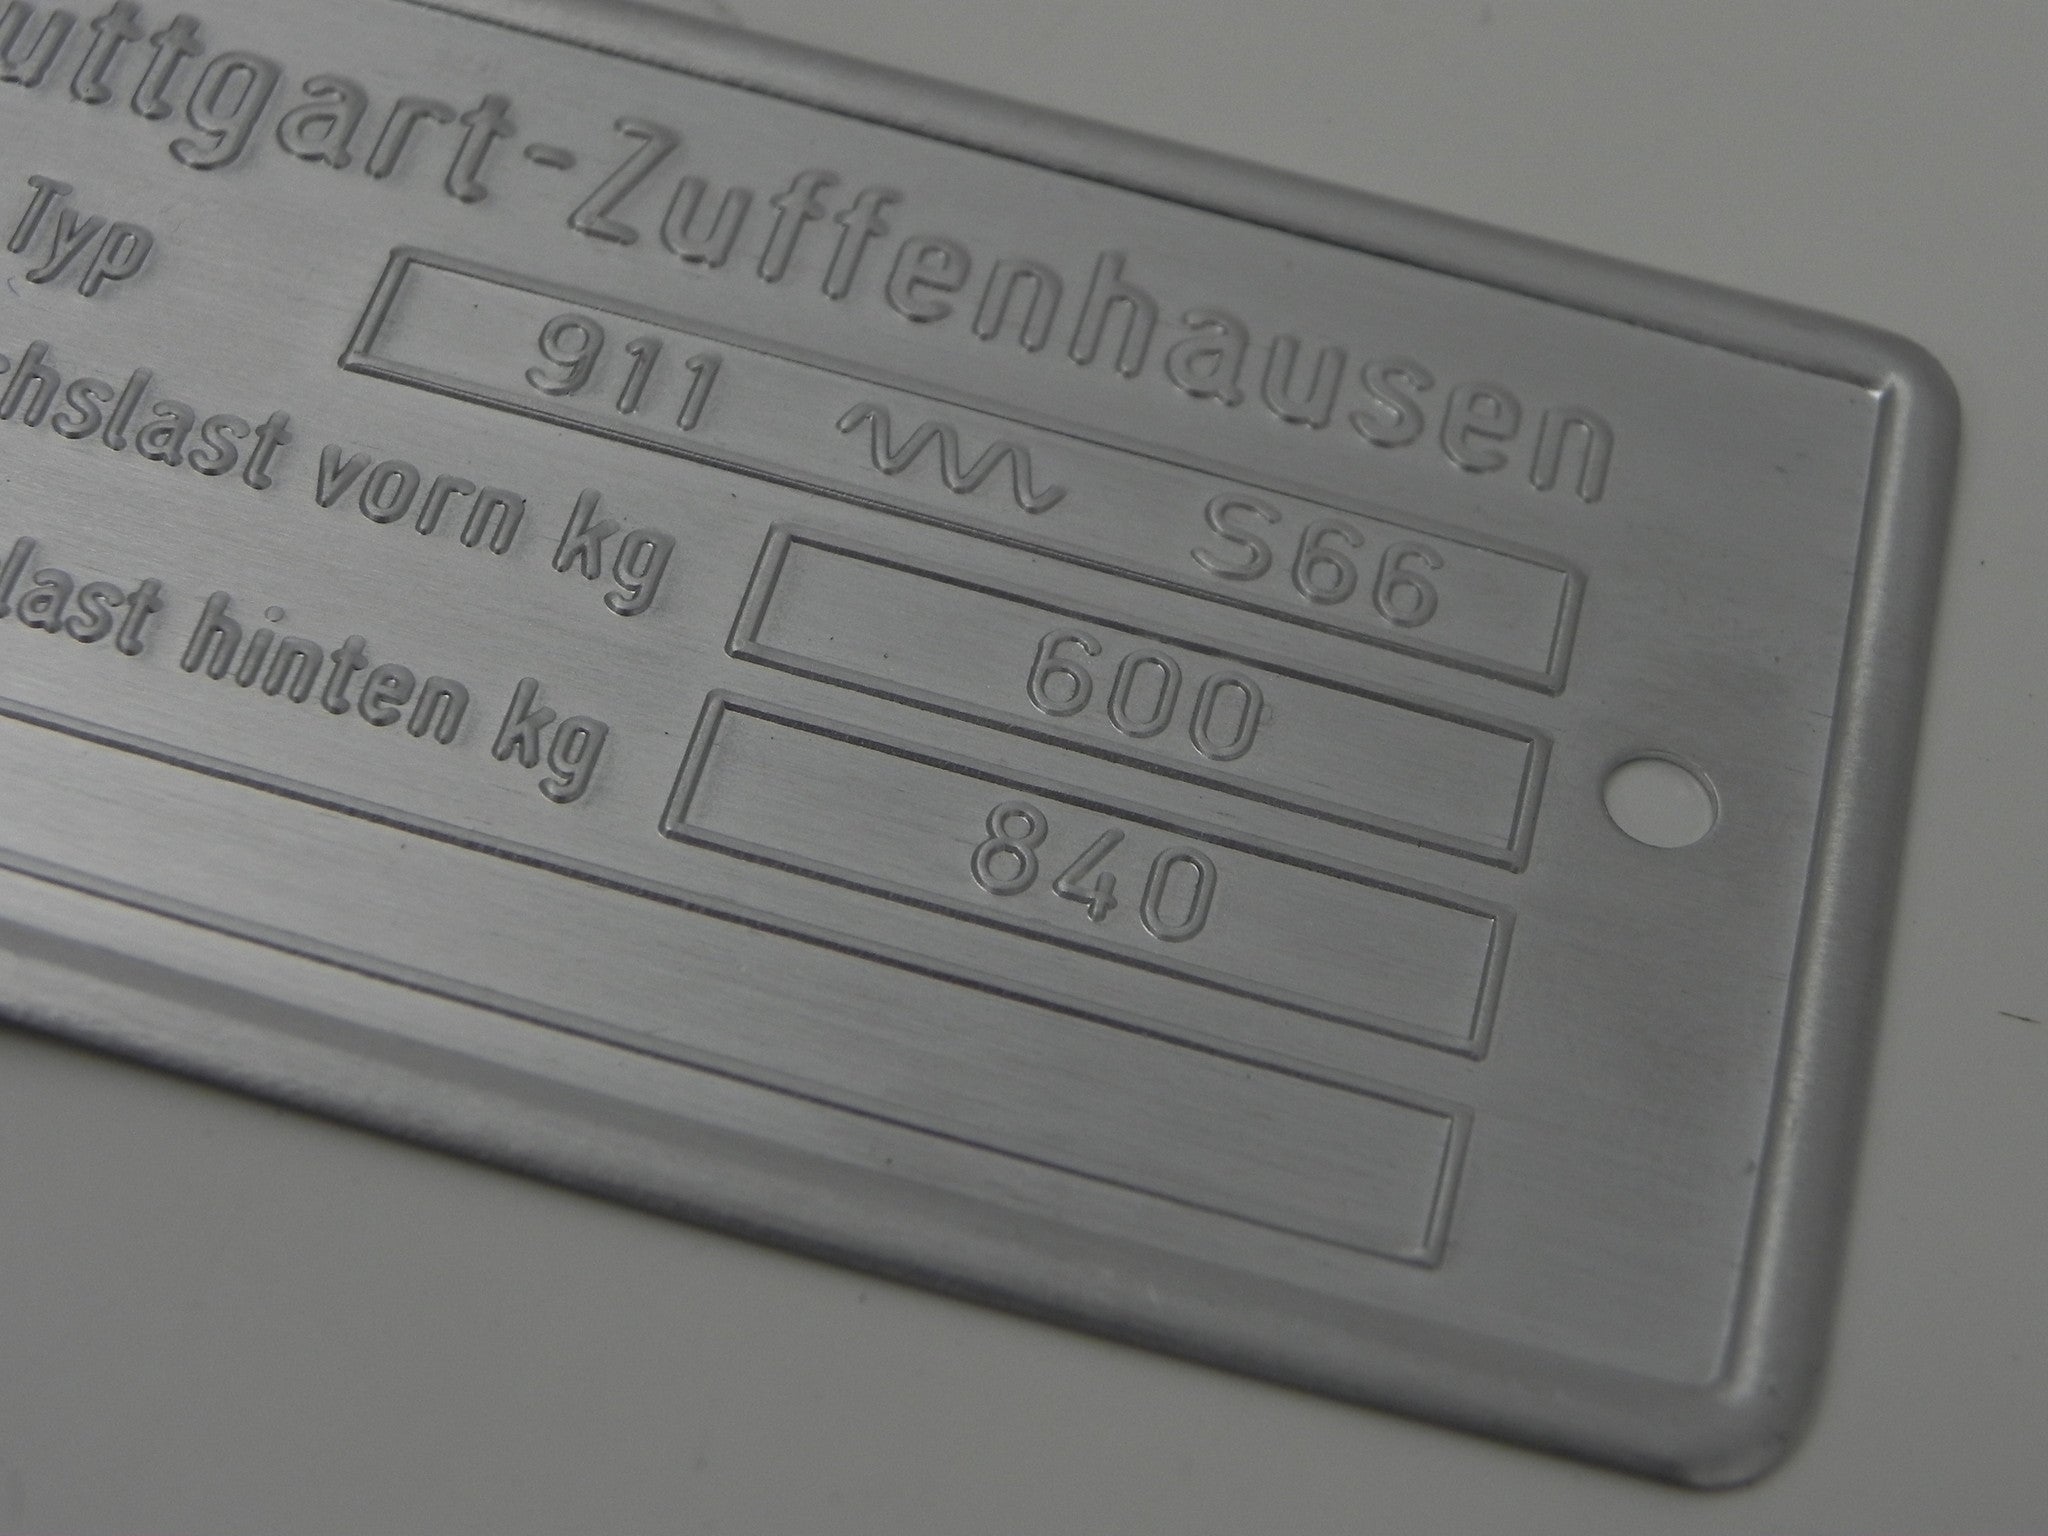 uttgart-Zuffenhausen
Typ 911 S66
chslast vorn kg 600
last hinten kg 840